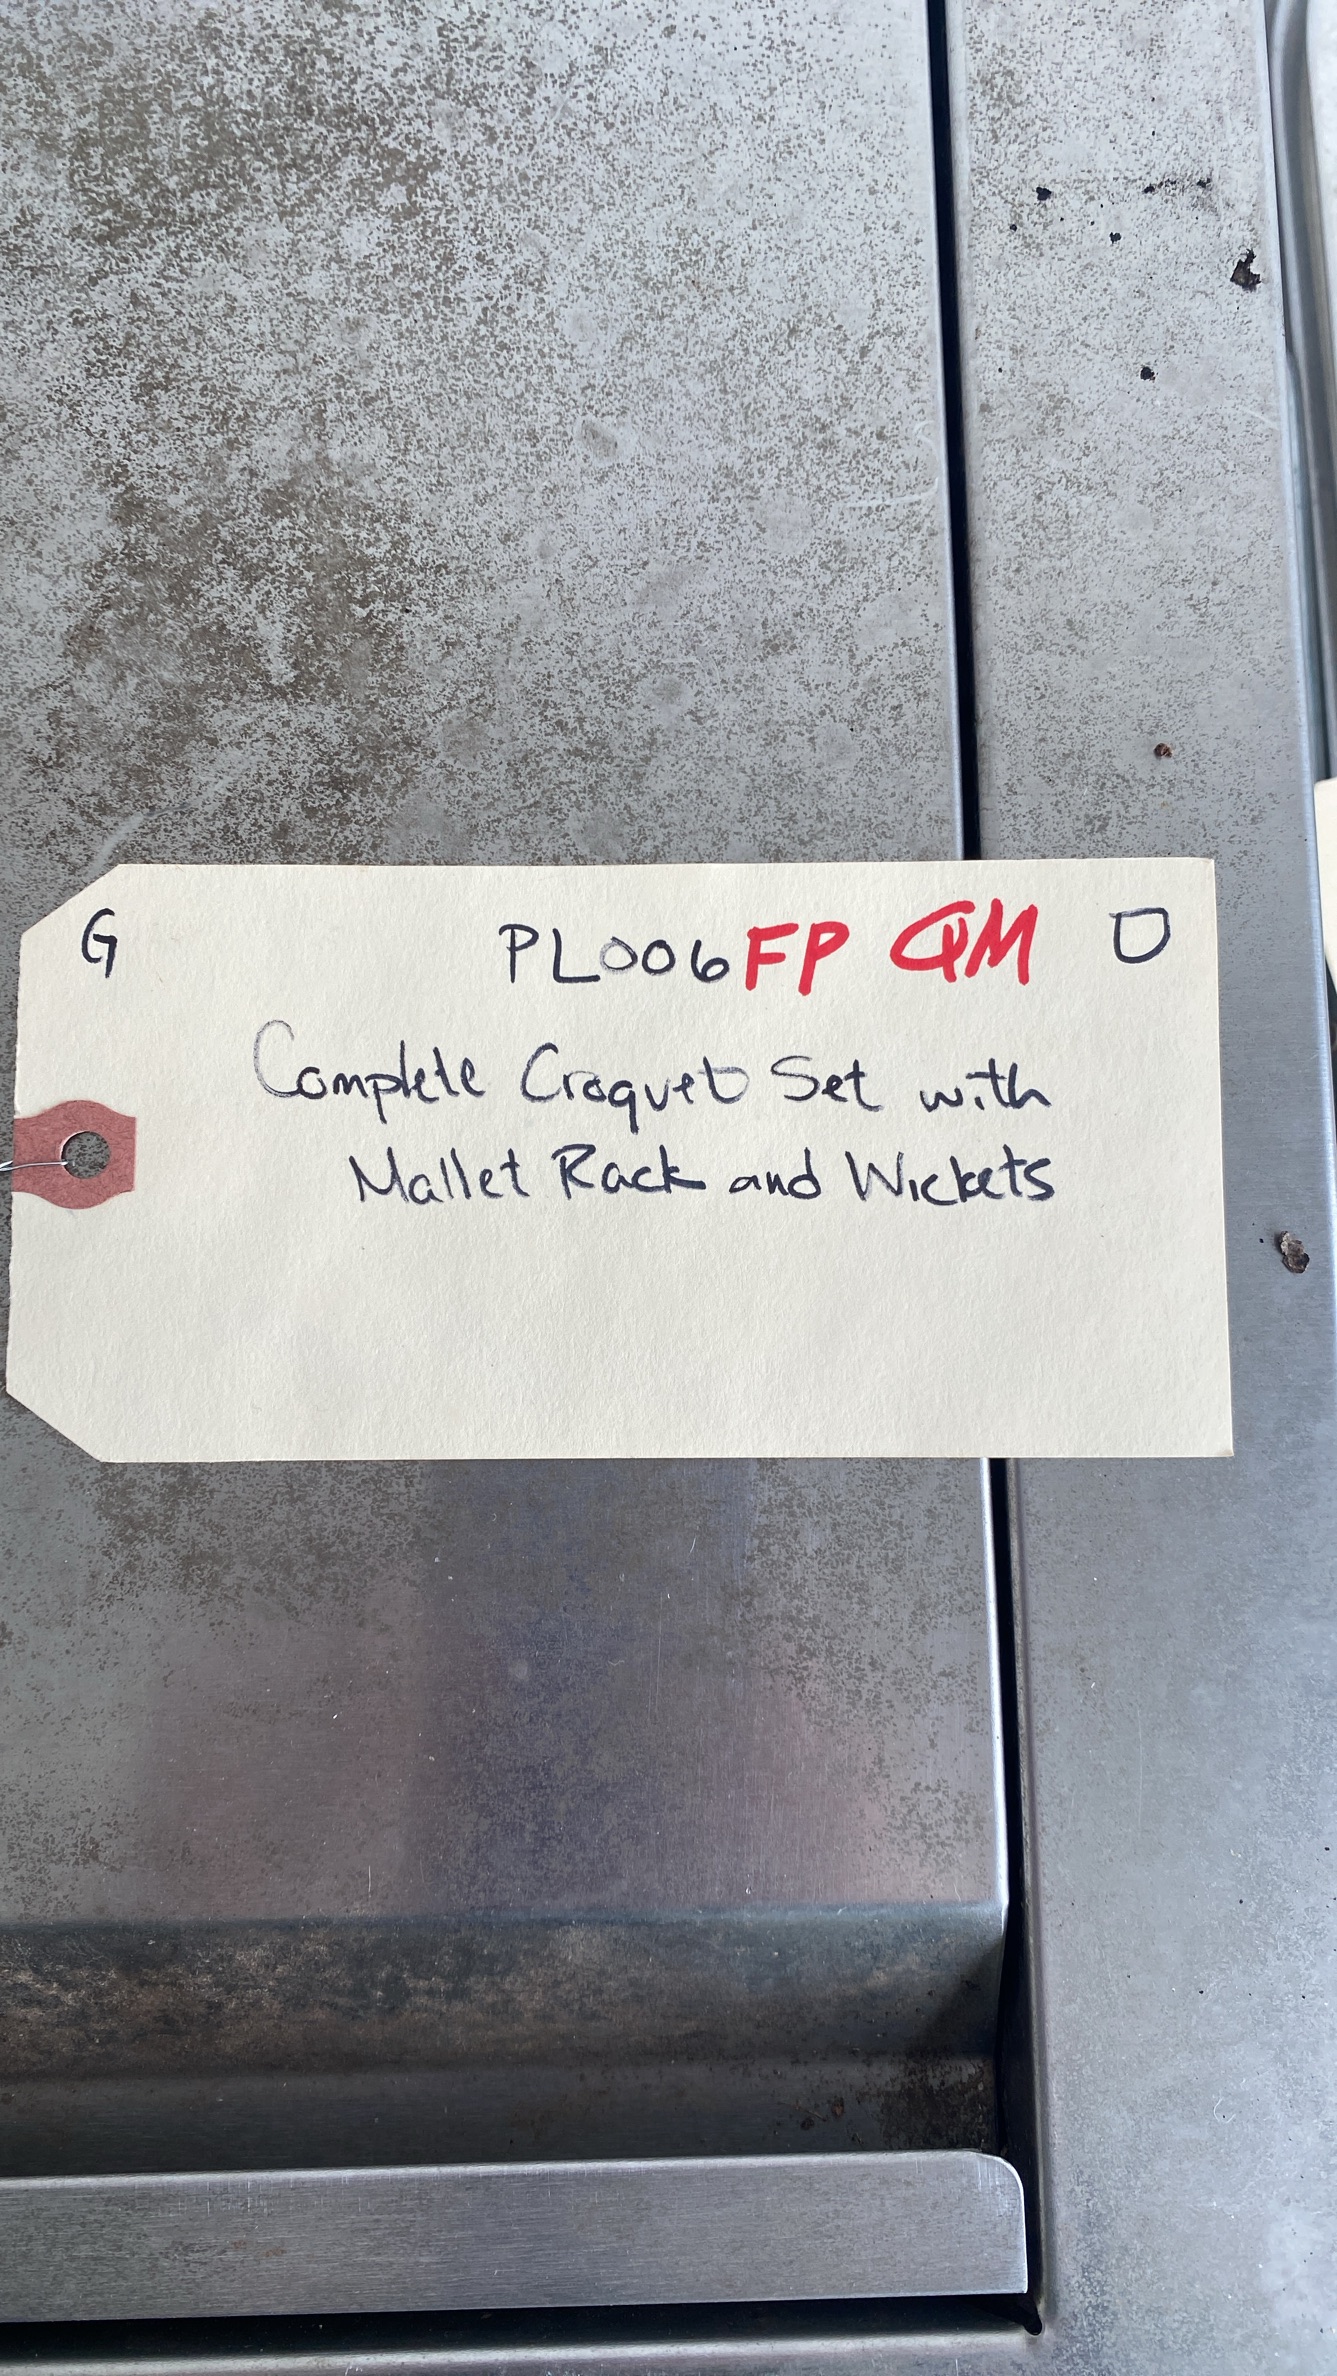 G PL006FP QM D
Complete Croquet Set with
Mallet Rack and Wickets